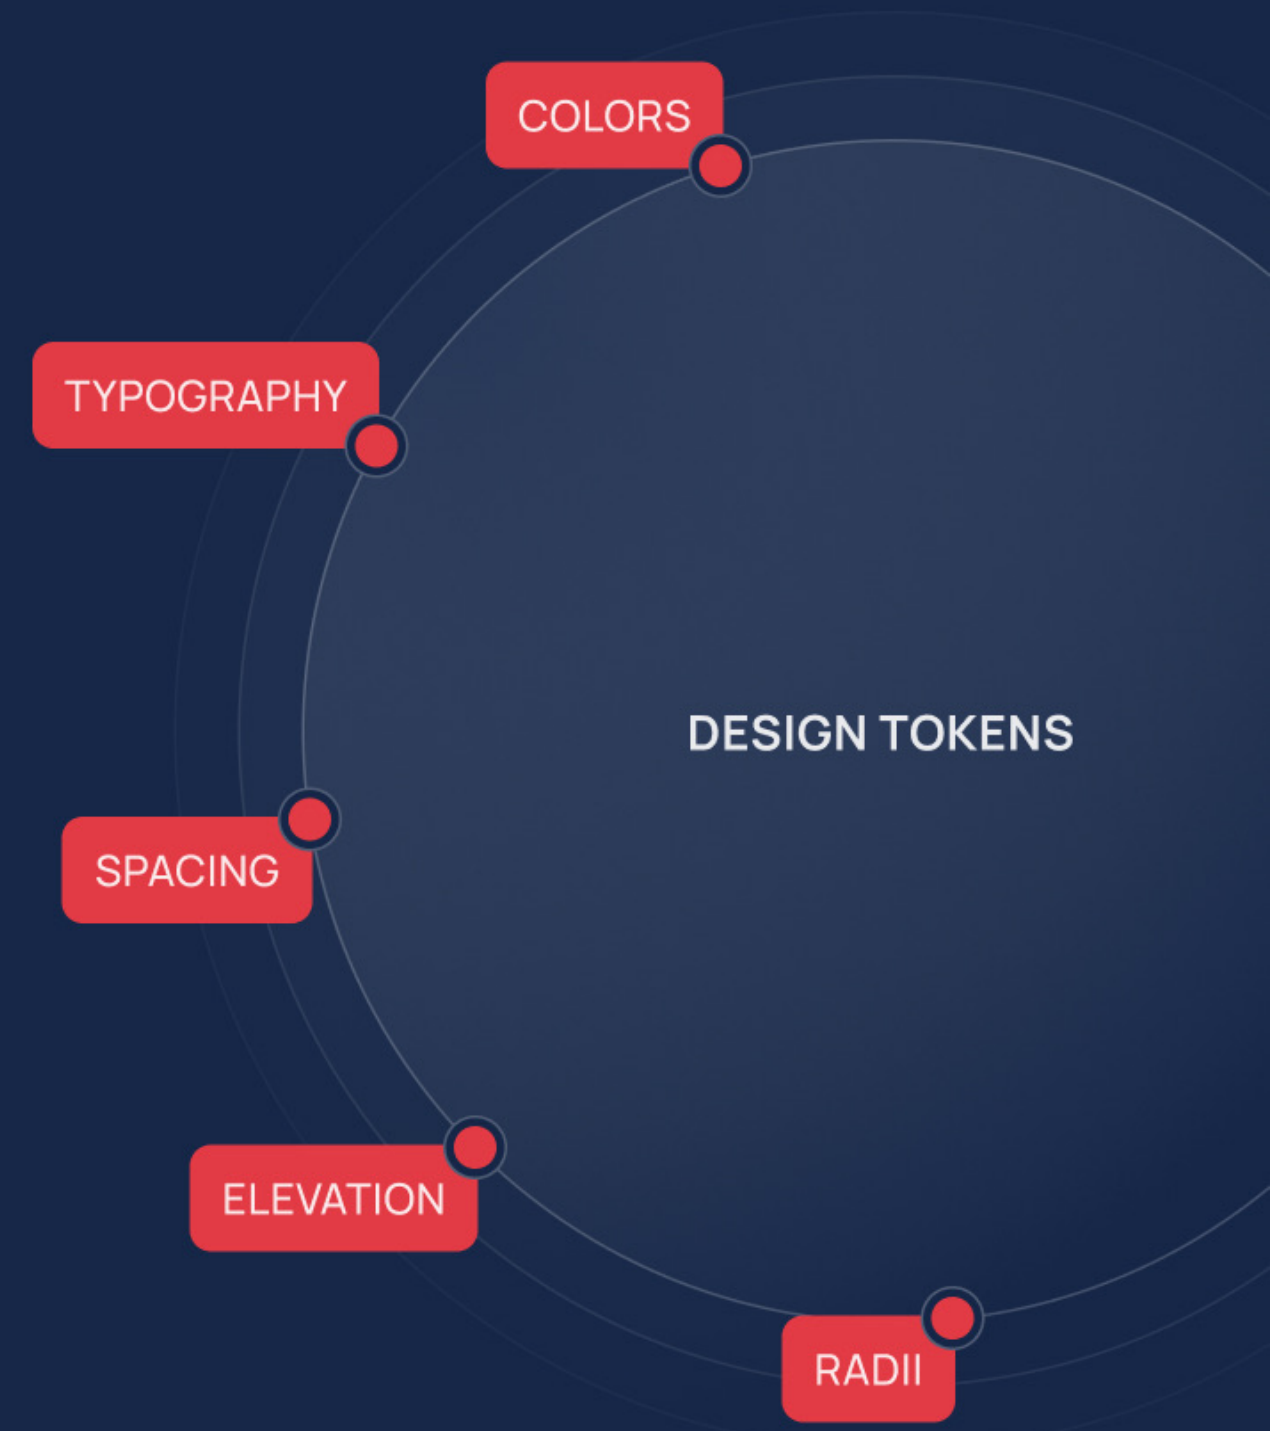 COLORS
TYPOGRAPHY
DESIGN TOKENS
SPACING
ELEVATION
RADII